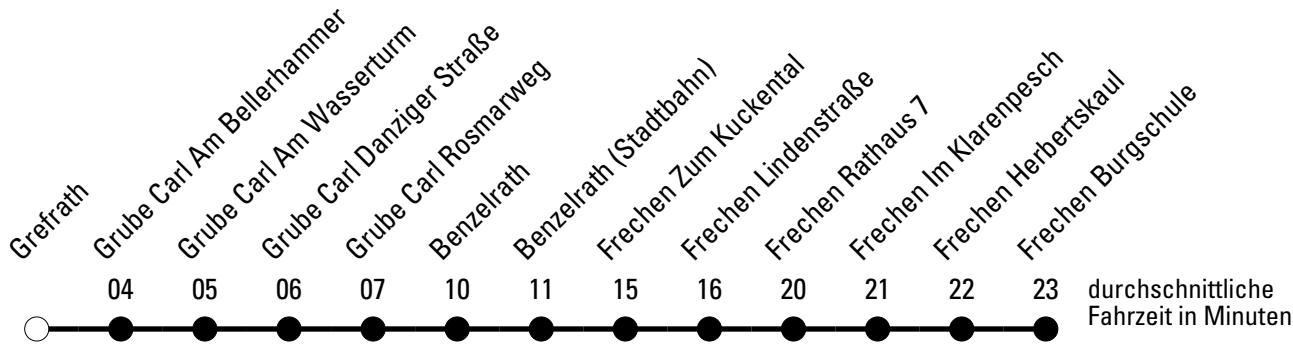 Grefrath
Grube Carl Am Bellerhammer
Grube Carl Am Wasserturm
Grube Carl Danziger Straße
Grube Carl Rosmarweg
Benzelrath
Benzelrath (Stadtbahn)
Frechen Zum Kuckental
Frechen Lindenstraße
Frechen Rathaus 7
Frechen Im Klarenpesch
Frechen Herbertskaul
Frechen Burgschule
04 05 06 07 10 11 15 16 20 21 22 23
durchschnittliche
Fahrzeit in Minuten